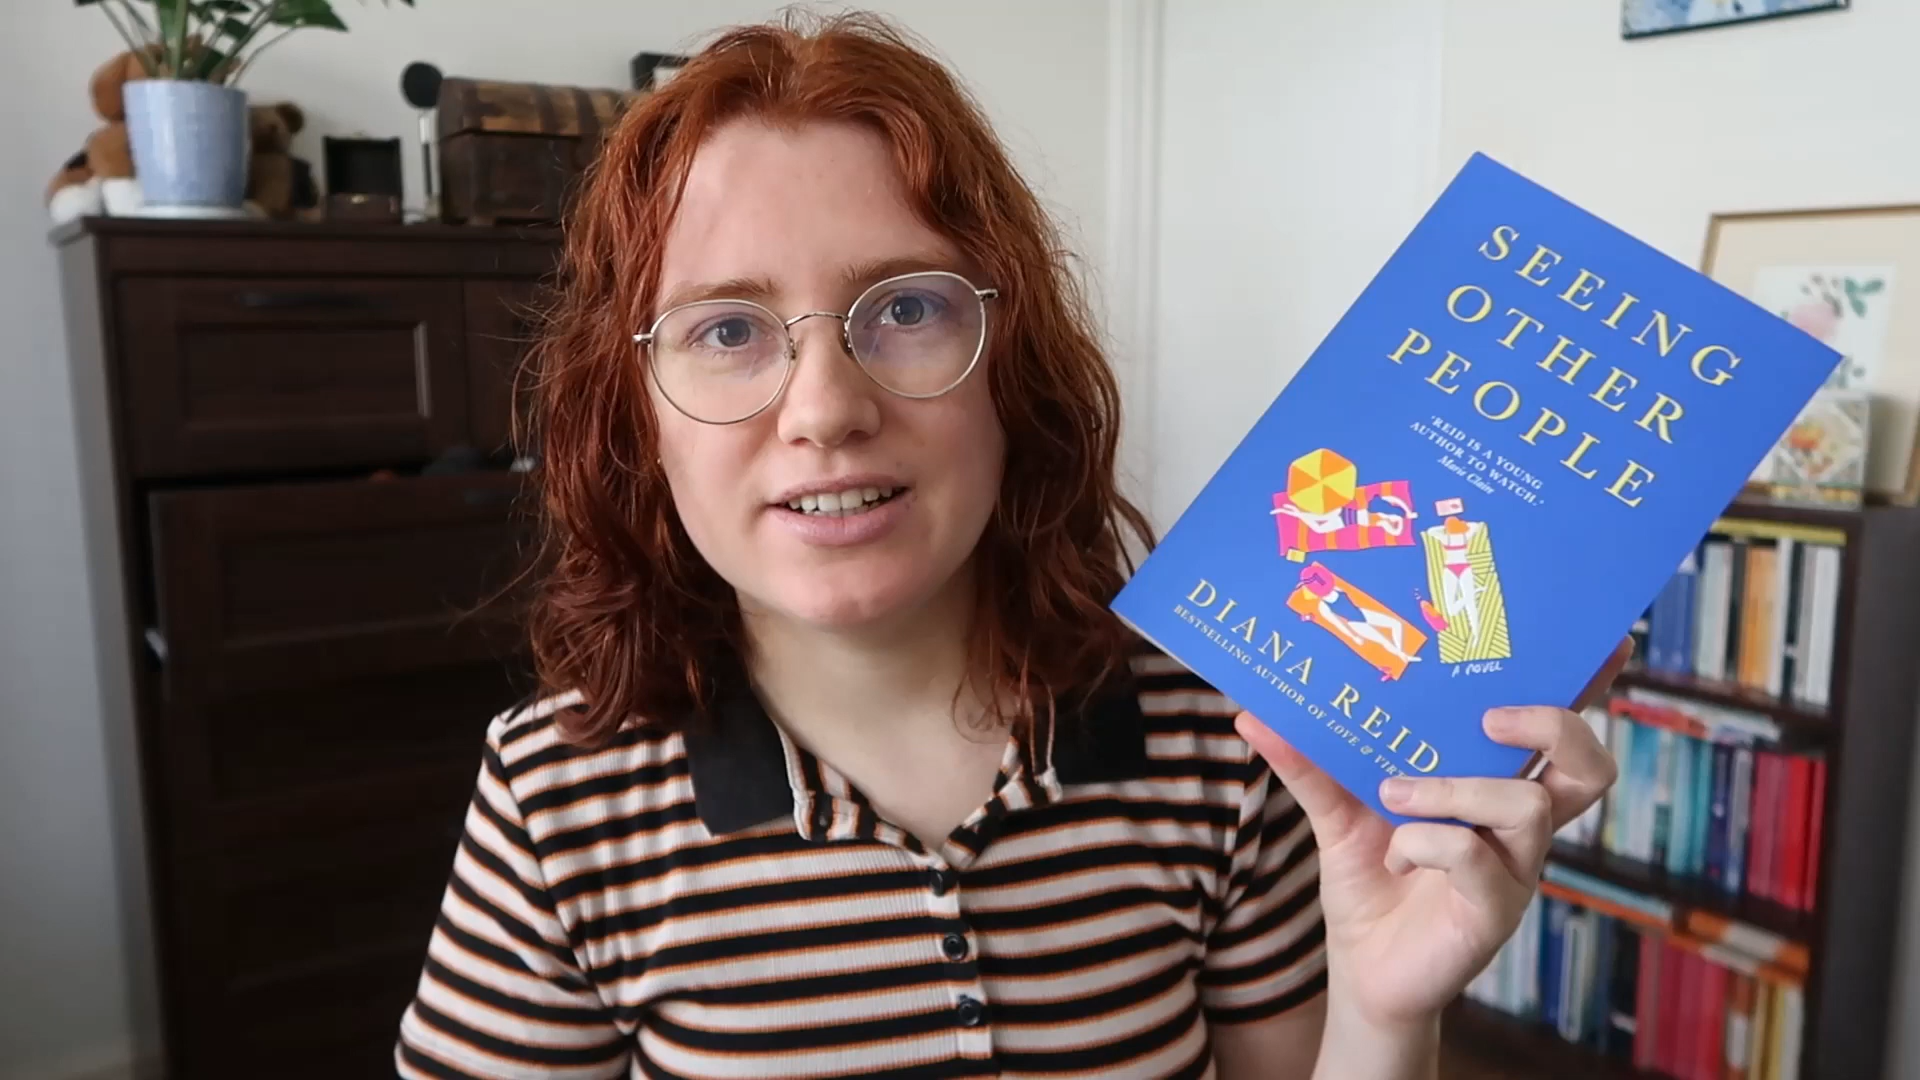 SEEING
OTHER
PEOPLE
'REID IS A YOUNG
AUTHOR TO WATCH.'
Marie Claire
A NOVEL
DIANA REID
BESTSELLING AUTHOR OF LOVE &